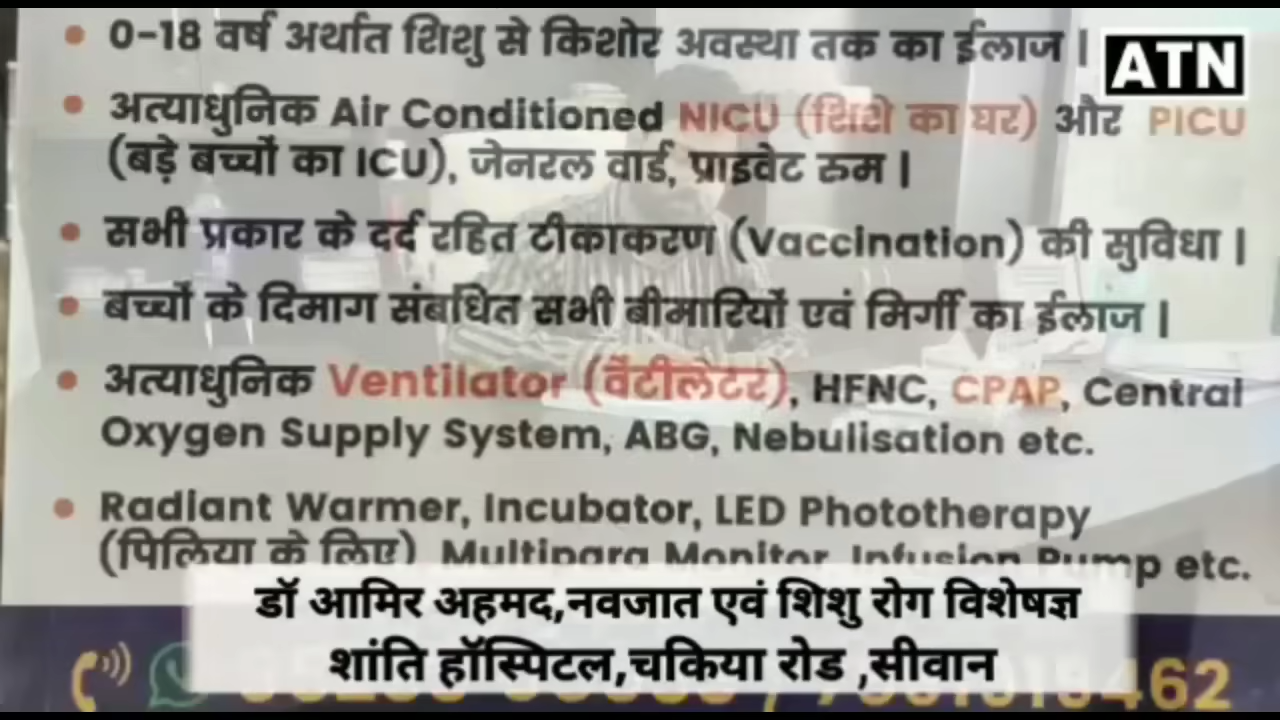 0-18 वर्ष अर्थात शिशु से किशोर अवस्था तक का ईलाज |
ATN
अत्याधुनिक Air Conditioned NICU (शिशे का घर) और PICU
(बड़े बच्चों का ICU), जेनरल वार्ड, प्राइवेट रुम |
सभी प्रकार के दर्द रहित टीकाकरण (Vaccination) की सुविधा |
बच्चों के दिमाग संबंधित सभी बीमारियों एवं मिर्गी का ईलाज |
अत्याधुनिक Ventilator (वेंटीलेटर), HFNC, CPAP, Central
Oxygen Supply System, ABG, Nebulisation etc.
Radiant Warmer, Incubator, LED Phototherapy
(पिलिया के लिए) Multipara Monitor, Infusion Pump etc.
डॉ आमिर अहमद,नवजात एवं शिशु रोग विशेषज्ञ
शांति हॉस्पिटल,चकिया रोड ,सीवान